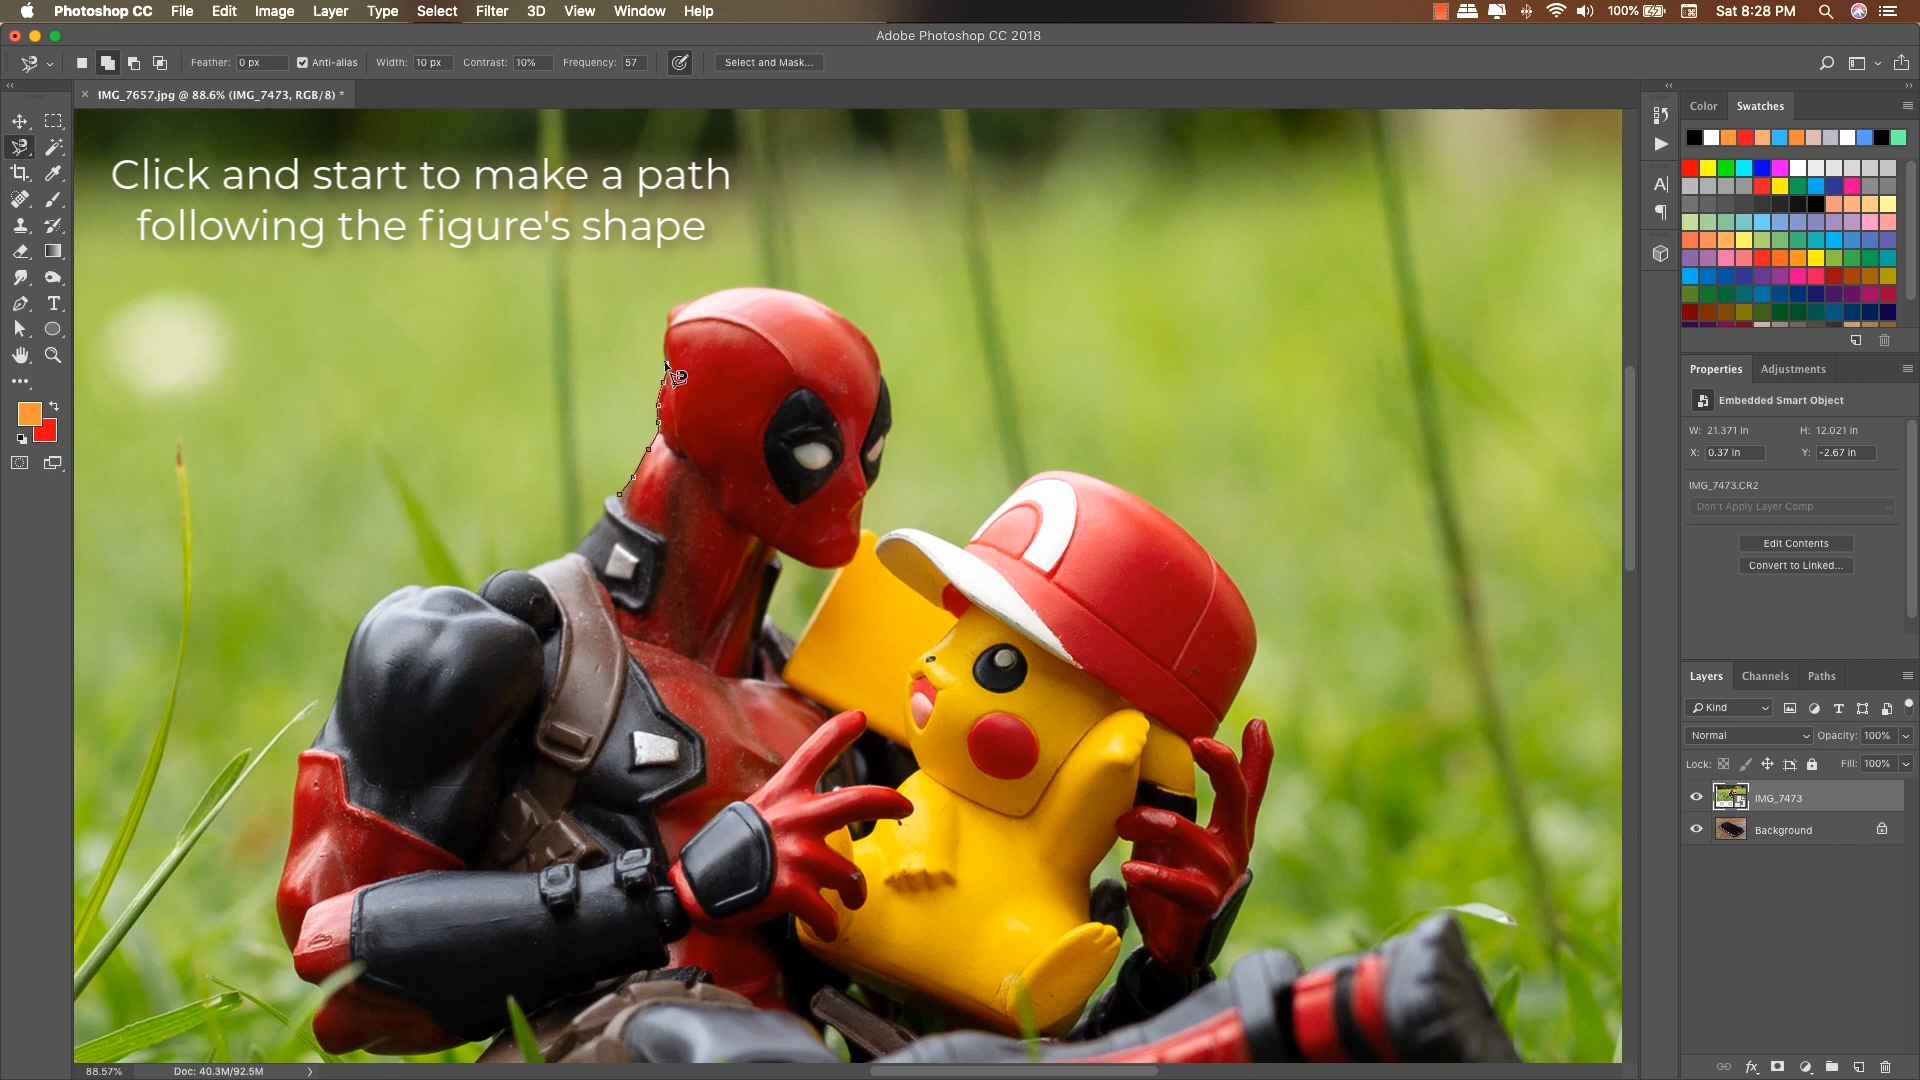 Photoshop CC File Edit Image Layer Type Select Filter 3D View Window Help 100% Sat 8:28 PM
Adobe Photoshop CC 2018
Feather: 0 px Anti-alias Width: 10 px Contrast: 10% Frequency: 57 Select and Mask...
IMG_7657.jpg @ 88.6% (IMG_7473, RGB/8) *
Color Swatches
Click and start to make a path
following the figure's shape
Properties Adjustments
Embedded Smart Object
W: 21.371 in H: 12.021 in
X: 0.37 in Y: -2.67 in
IMG_7473.CR2
Don't Apply Layer Comp
Edit Contents
Convert to Linked...
Layers Channels Paths
Kind
Normal Opacity: 100%
Lock: Fill: 100%
IMG_7473
Background
88.57% Doc: 40.3M/92.5M